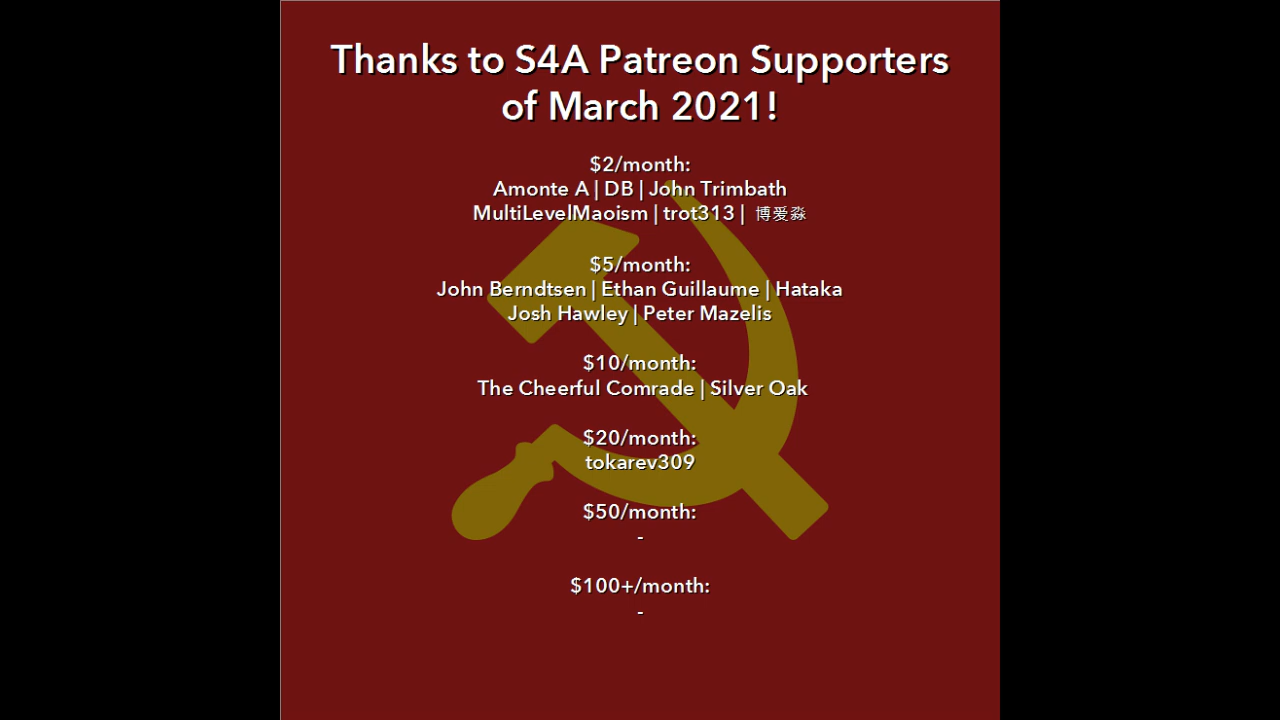 Thanks to S4A Patreon Supporters
of March 2021!
$2/month:
Amonte A | DB | John Trimbath
MultiLevelMaoism | trot313 | 博爱淼
$5/month:
John Berndtsen | Ethan Guillaume | Hataka
Josh Hawley | Peter Mazelis
$10/month:
The Cheerful Comrade | Silver Oak
$20/month:
tokarev309
$50/month:
-
$100+/month:
-